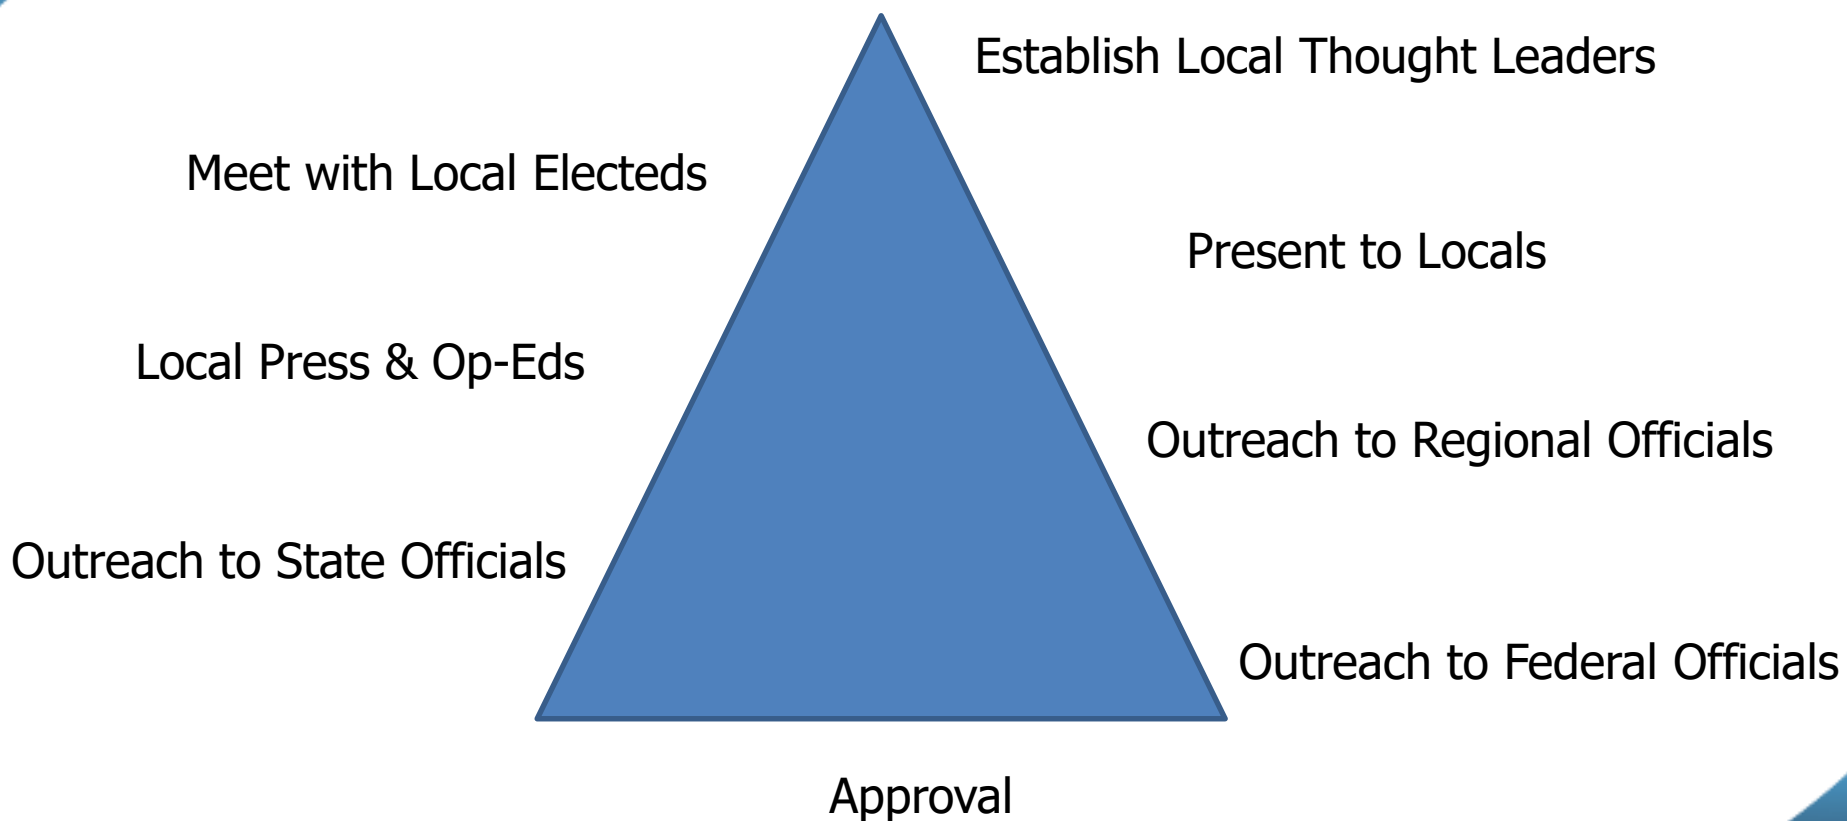 Establish Local Thought Leaders
Meet with Local Electeds
Present to Locals
Local Press & Op-Eds
Outreach to Regional Officials
Outreach to State Officials
Outreach to Federal Officials
Approval